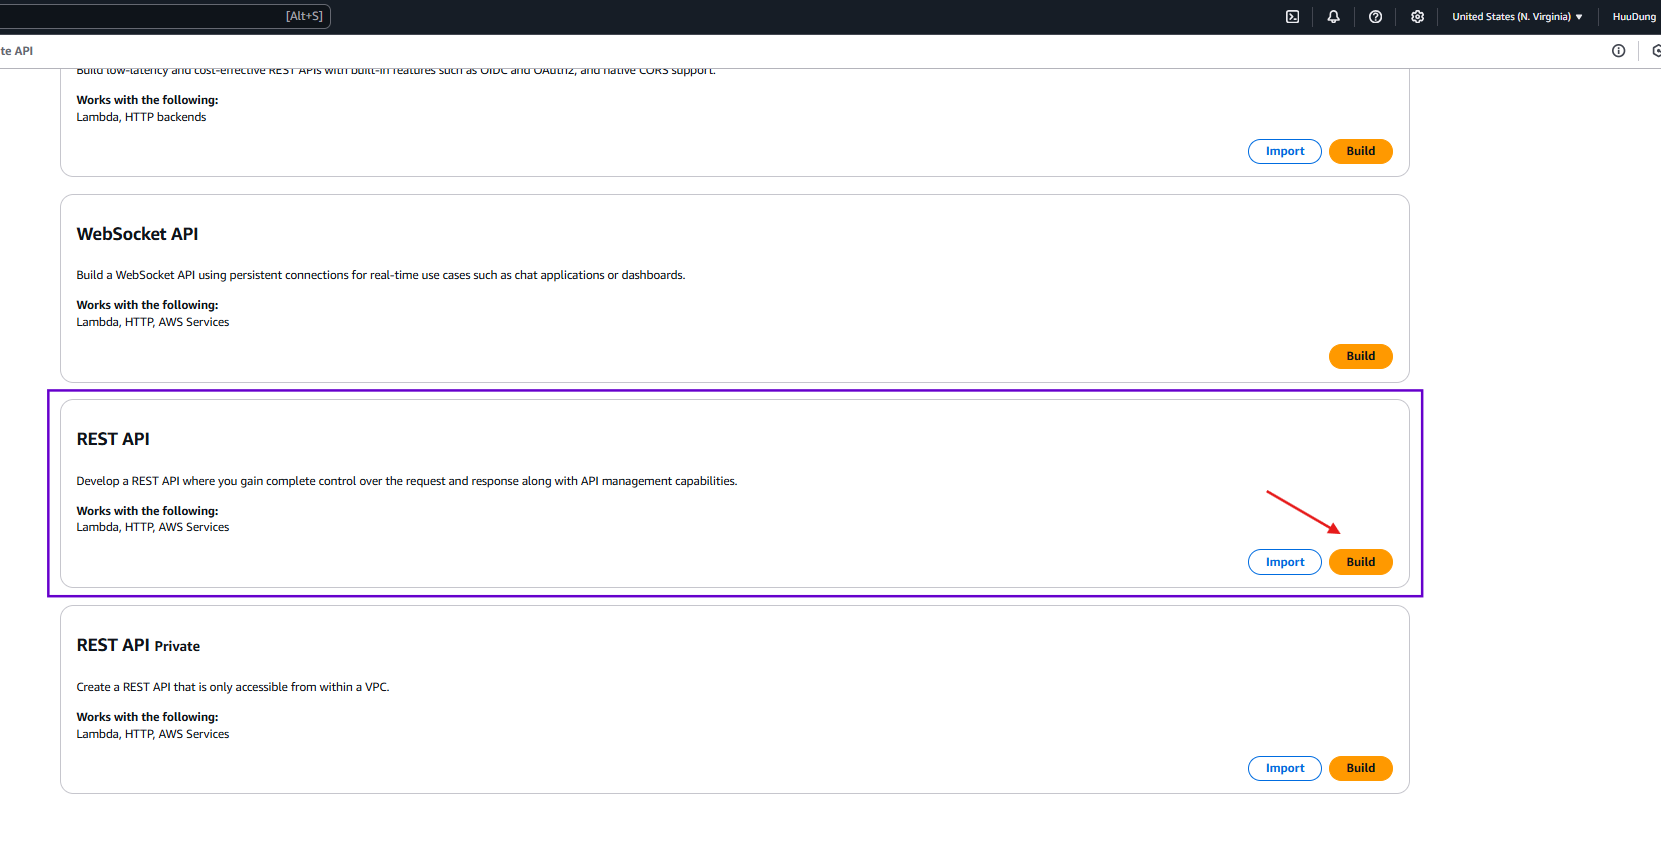 [Alt+S]
United States (N. Virginia)
HuuDung
te API
Build low-latency and cost-effective REST APIs with built-in features such as OIDC and OAuth2, and native CORS support.
Works with the following:
Lambda, HTTP backends
Import
Build
WebSocket API
Build a WebSocket API using persistent connections for real-time use cases such as chat applications or dashboards.
Works with the following:
Lambda, HTTP, AWS Services
Build
REST API
Develop a REST API where you gain complete control over the request and response along with API management capabilities.
Works with the following:
Lambda, HTTP, AWS Services
Import
Build
REST API Private
Create a REST API that is only accessible from within a VPC.
Works with the following:
Lambda, HTTP, AWS Services
Import
Build